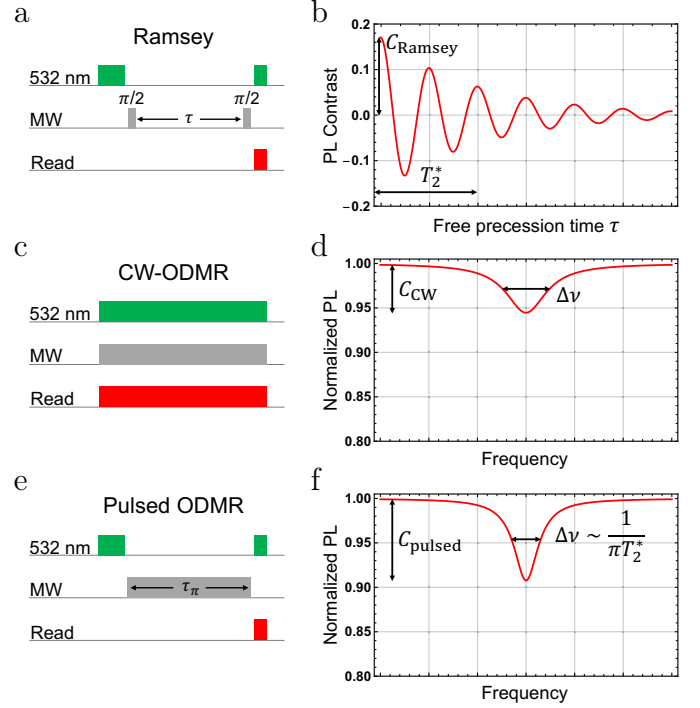 a
Ramsey
532 nm
π/2 π/2
MW
τ
Read
b
PL Contrast
0.2
0.1
0.0
−0.1
−0.2
C_Ramsey
T_2^*
Free precession time τ
c
CW-ODMR
532 nm
MW
Read
d
Normalized PL
1.00
0.95
0.90
0.85
0.80
C_CW
Δν
Frequency
e
Pulsed ODMR
532 nm
MW
τ_π
Read
f
Normalized PL
1.00
0.95
0.90
0.85
0.80
C_pulsed
Δν ~ 1/πT_2^*
Frequency